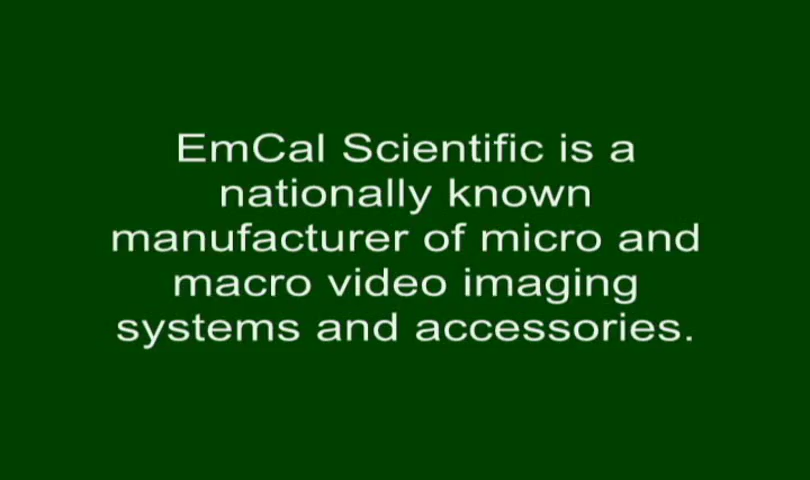 EmCal Scientific is a
nationally known
manufacturer of micro and
macro video imaging
systems and accessories.